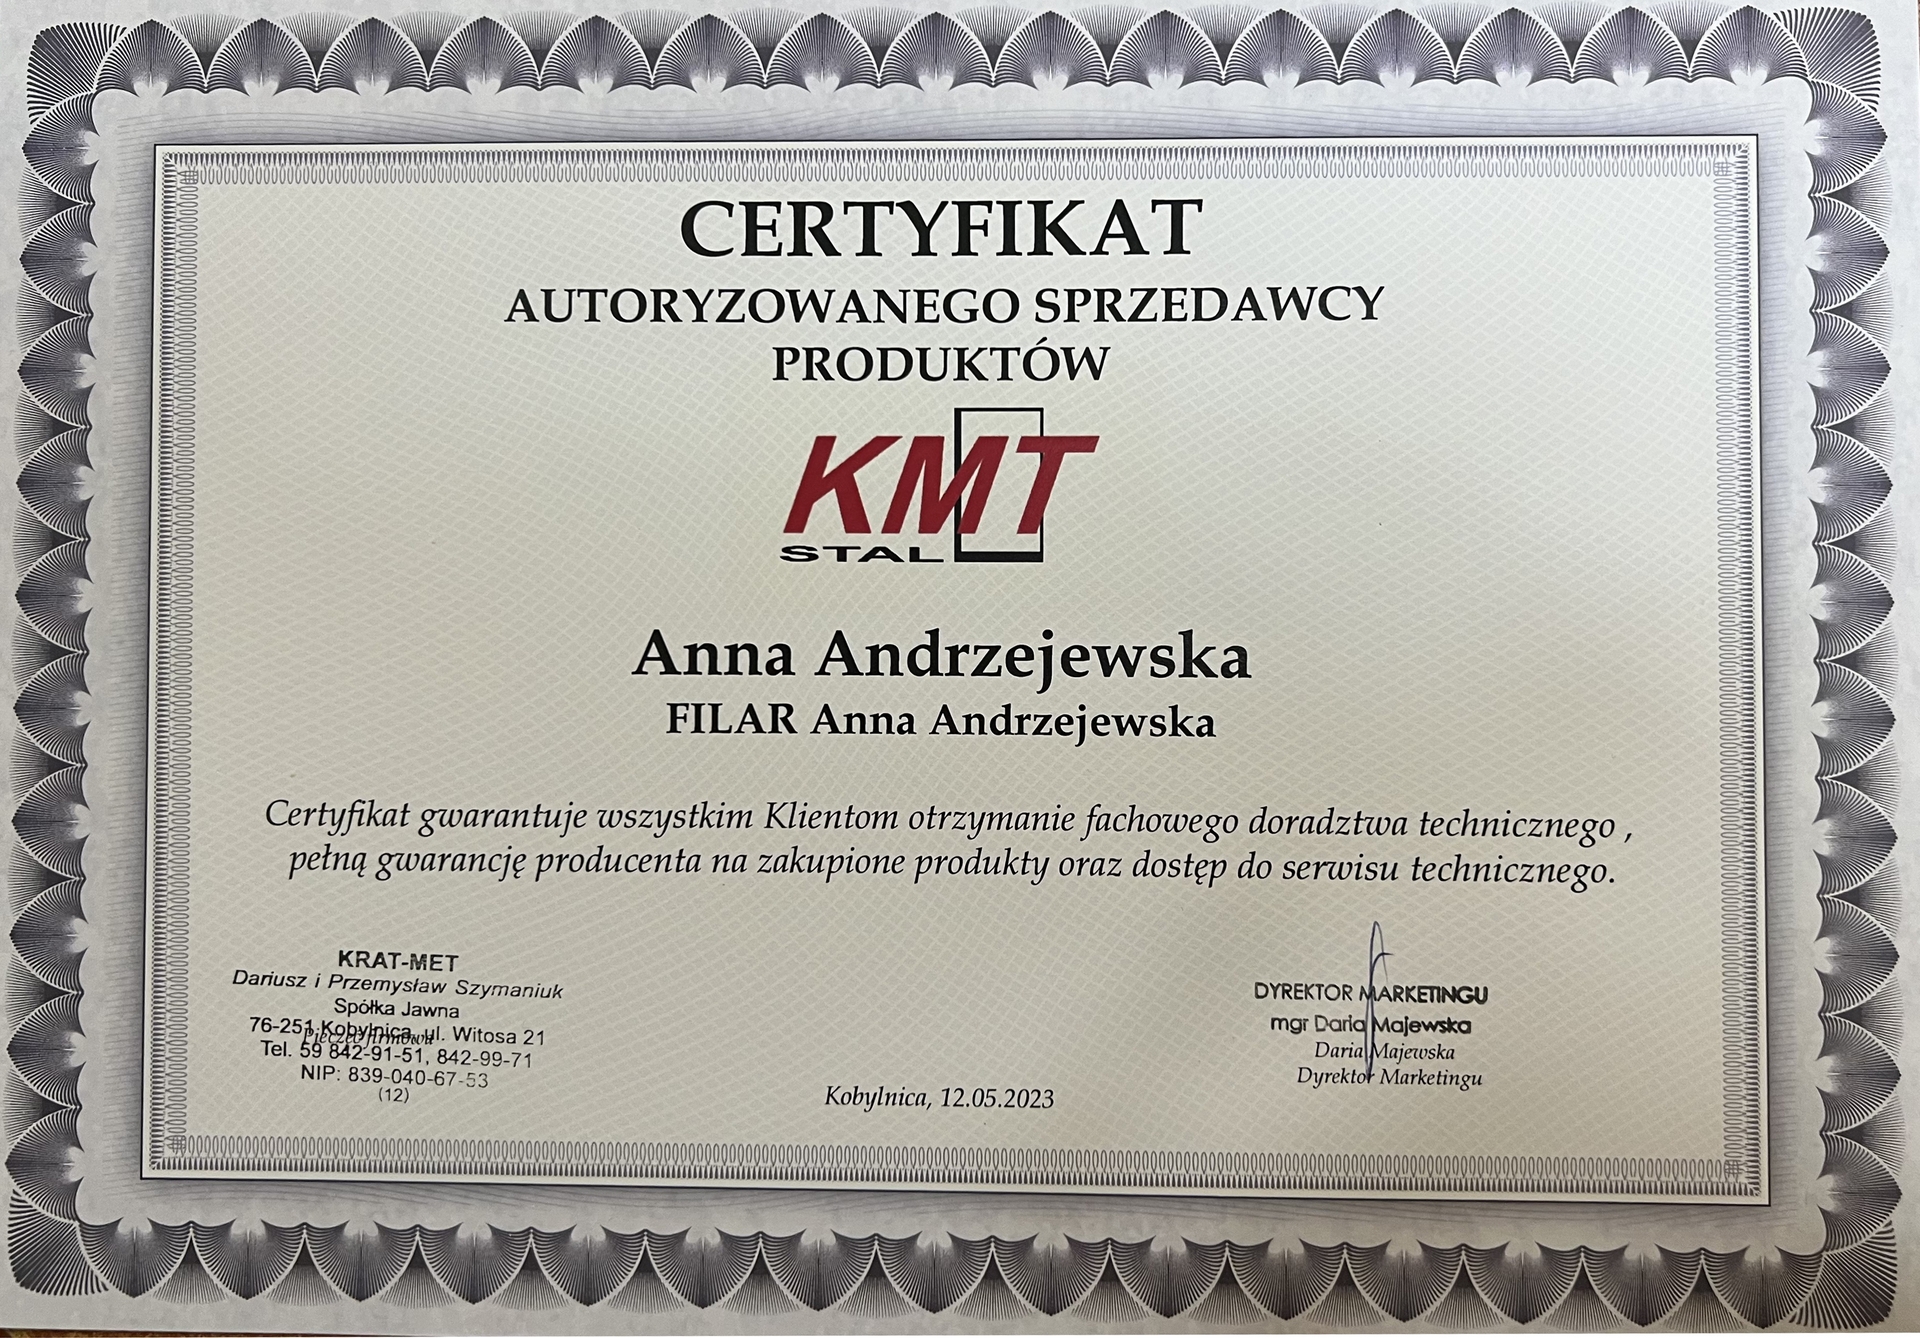 CERTYFIKAT
AUTORYZOWANEGO SPRZEDAWCY
PRODUKTÓW
KMT
STAL
Anna Andrzejewska
FILAR Anna Andrzejewska
Certyfikat gwarantuje wszystkim Klientom otrzymanie fachowego doradztwa technicznego ,
pełną gwarancję producenta na zakupione produkty oraz dostęp do serwisu technicznego.
KRAT-MET
Dariusz i Przemysław Szymaniuk
Spółka Jawna
76-251 Kobylnica, ul. Witosa 21
Pieczęć firmowa
Tel. 59 842-91-51, 842-99-71
NIP: 839-040-67-53
(12)
Kobylnica, 12.05.2023
DYREKTOR MARKETINGU
mgr Daria Majewska
Daria Majewska
Dyrektor Marketingu